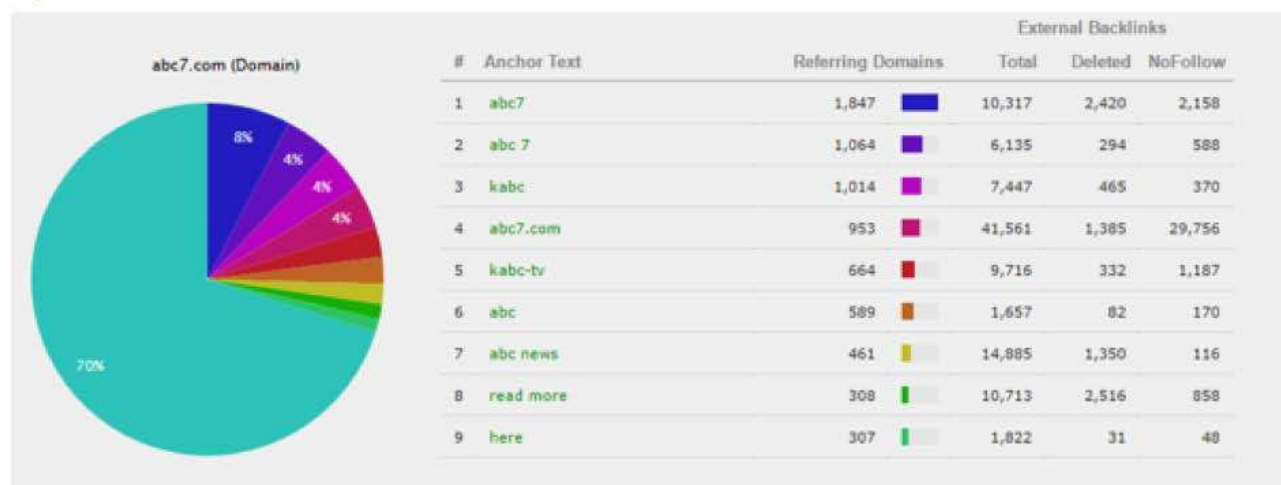 abc7.com (Domain)
8%
4%
4%
4%
70%
External Backlinks
# Anchor Text Referring Domains Total Deleted NoFollow
1 abc7 1,847 10,317 2,420 2,158
2 abc 7 1,064 6,135 294 588
3 kabc 1,014 7,447 465 370
4 abc7.com 953 41,561 1,385 29,756
5 kabc-tv 664 9,716 332 1,187
6 abc 589 1,657 82 170
7 abc news 461 14,885 1,350 116
8 read more 308 10,713 2,516 858
9 here 307 1,822 31 48